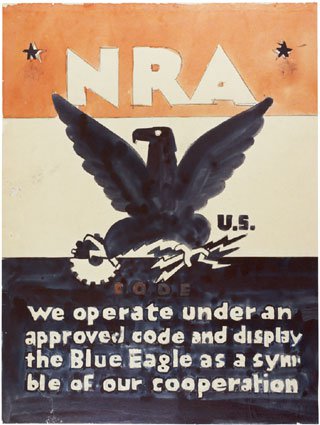 NRA
U.S.
CODE
we operate under an
approved code and display
the Blue Eagle as a sym
ble of our cooperation